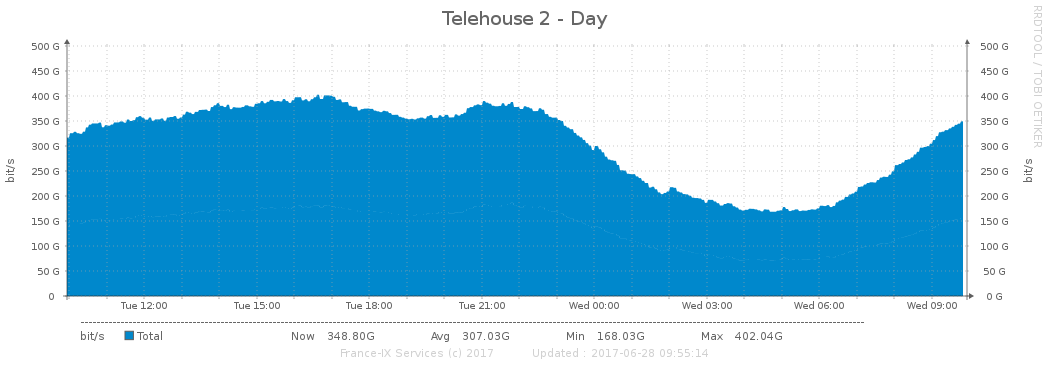 Telehouse 2 - Day
RRDTOOL / TOBI OETIKER
500 G 500 G
450 G 450 G
400 G 400 G
350 G 350 G
300 G 300 G
250 G 250 G
200 G 200 G
150 G 150 G
100 G 100 G
50 G 50 G
0 0 G
bit/s bit/s
Tue 12:00 Tue 15:00 Tue 18:00 Tue 21:00 Wed 00:00 Wed 03:00 Wed 06:00 Wed 09:00
bit/s Total Now 348.80G Avg 307.03G Min 168.03G Max 402.04G
France-IX Services (c) 2017 Updated : 2017-06-28 09:55:14